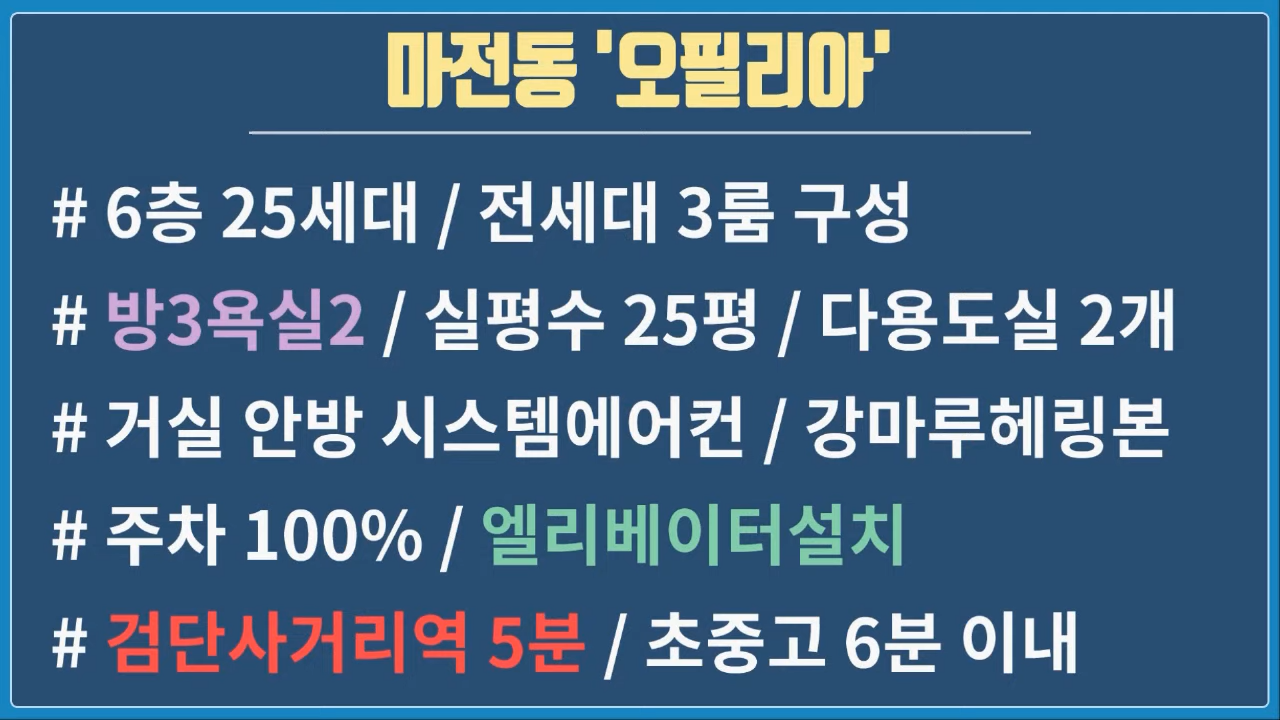 마전동 '오필리아'
# 6층 25세대 / 전세대 3룸 구성
# 방3욕실2 / 실평수 25평 / 다용도실 2개
# 거실 안방 시스템에어컨 / 강마루헤링본
# 주차 100% / 엘리베이터설치
# 검단사거리역 5분 / 초중고 6분 이내